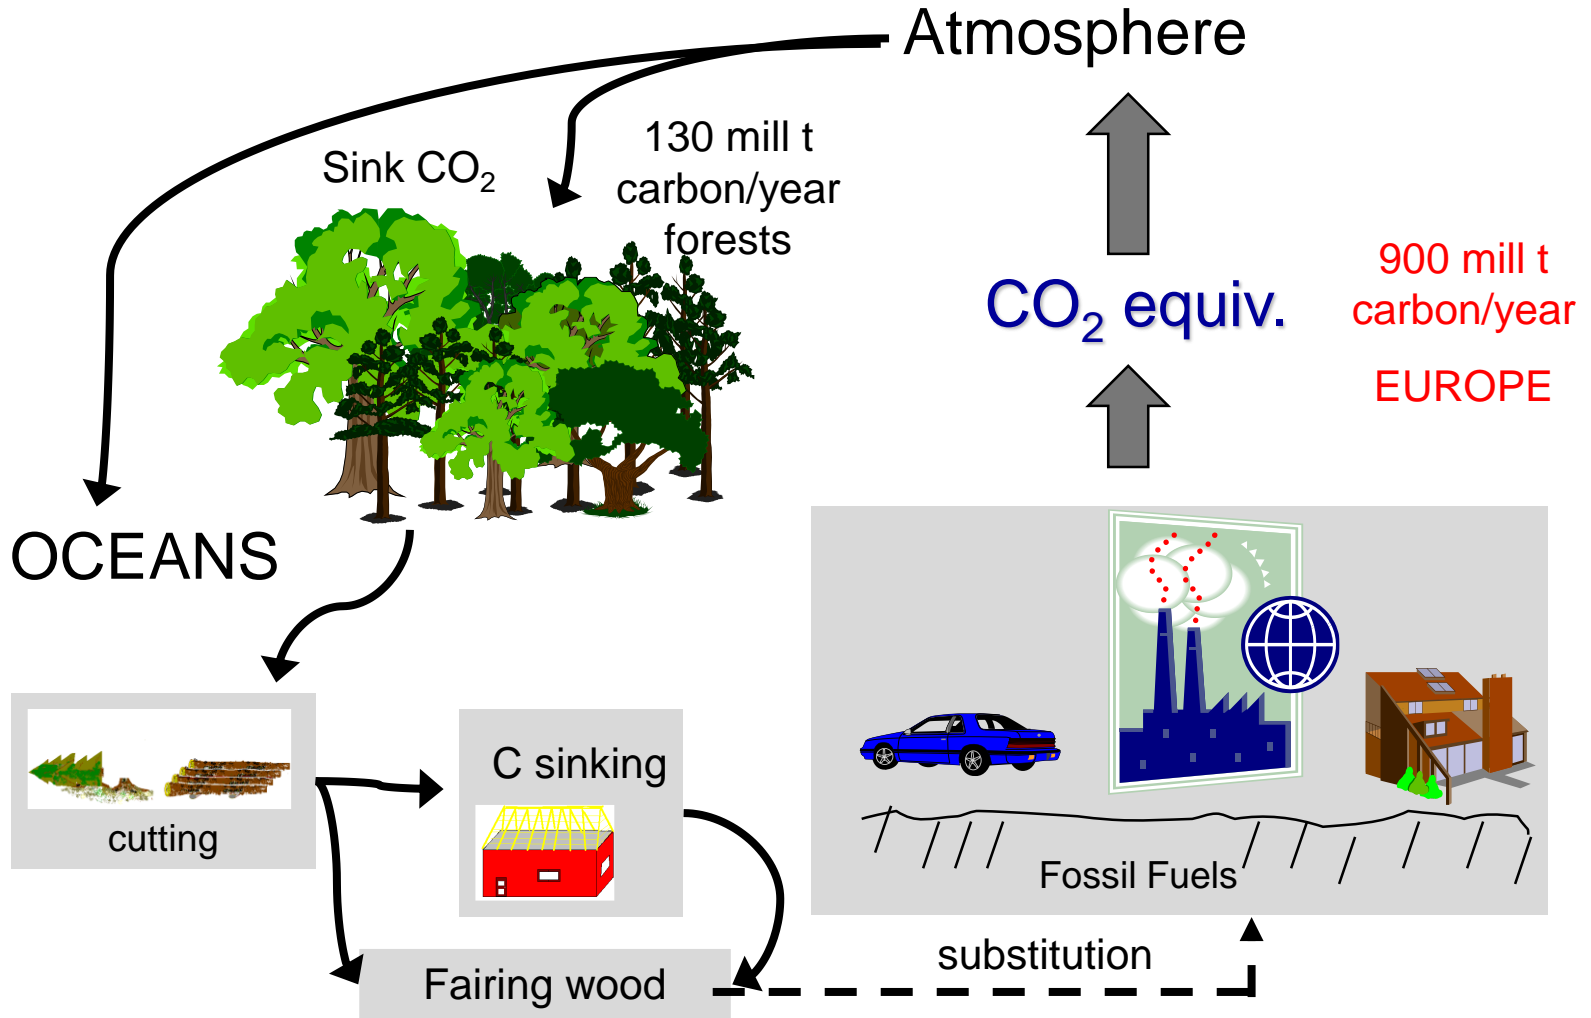 Atmosphere
Sink CO₂
130 mill t
carbon/year
forests
CO₂ equiv.
900 mill t
carbon/year
EUROPE
OCEANS
cutting
C sinking
Fossil Fuels
Fairing wood
substitution